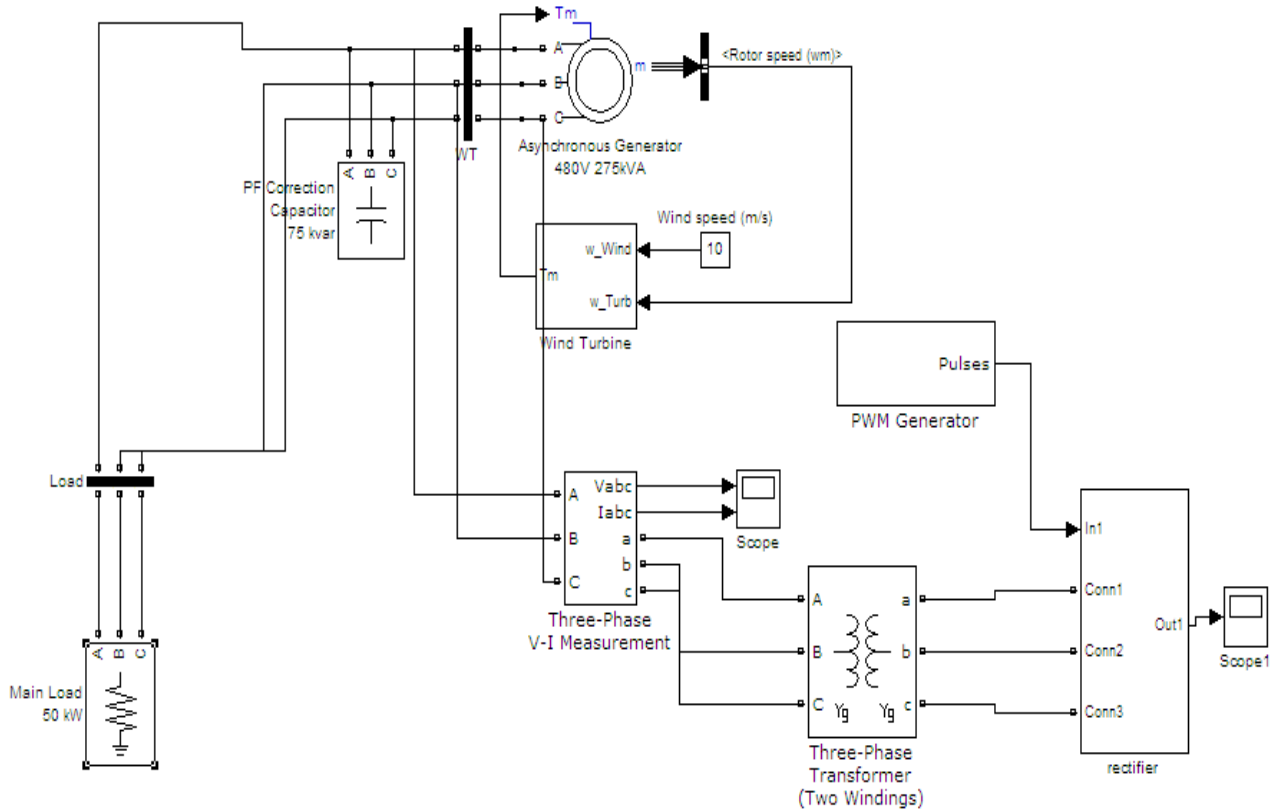 Tm
A
B
C
m
<Rotor speed (wm)>
WT
Asynchronous Generator
480V 275kVA
A
B
C
PF Correction
Capacitor
75 kvar
Wind speed (m/s)
10
w_Wind
Tm
w_Turb
Wind Turbine
Pulses
PWM Generator
Load
A
B
C
Vabc
Iabc
a
b
c
Scope
Three-Phase
V-I Measurement
A
B
C
a
b
c
Yg
Yg
Three-Phase
Transformer
(Two Windings)
In1
Conn1
Conn2
Conn3
Out1
rectifier
Scope1
A
B
C
Main Load
50 kW